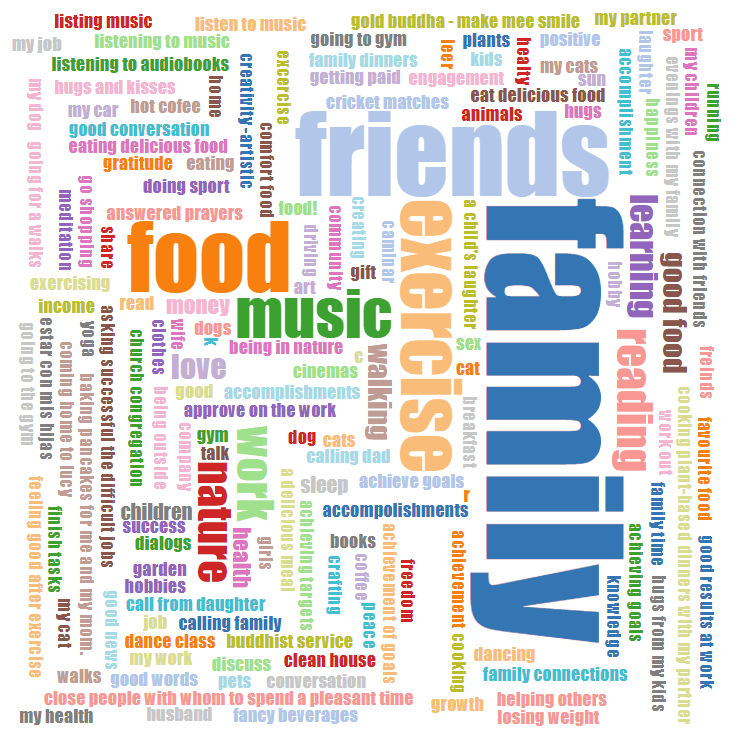 listing music
listen to music
gold buddha - make mee smile
my partner
my job
listening to music
going to gym
leer
plants
healty
positive
laughter
sport
listening to audiobooks
creativity -artistic
excercise
family dinners
kids
accomplishment
my children
getting paid
engagement
my cats
sun
evenings with my family
running
my dog
hugs and kisses
home
cricket matches
eat delicious food
happiness
my car
hot cofee
animals
hugs
good conversation
comfort food
friends
eating delicious food
gratitude
eating
connection with friends
going for a walks
meditation
go shopping
doing sport
answered prayers
food!
community
creating
exercise
a child's laughter
family
learning
share
food
driving
caminar
good food
exercising
art
gift
hobby
income
read
money
music
going to the gym
estar con mis hijas
yoga
asking successful the difficult jobs
church congregation
clothes
wife
dogs
k
being in nature
walking
sex
reading
freinds
coming home to lucy
baking pancakes for me and my mom.
love
cinemas
c
cat
being outside
good
accomplishments
breakfast
work out
cooking plant-based dinners with my partner
favourite food
approve on the work
company
gym
work
dog
cats
talk
calling dad
feeling good after exercise
nature
sleep
achieve goals
r
finish tasks
children
a delicious meal
achieving targets
accompolishments
family time
good results at work
success
health
girls
books
achievement of goals
achievement
achieving goals
dialogs
crafting
coffee
freedom
garden
knowledge
hugs from my kids
hobbies
my cat
good news
call from daughter
peace
job
calling family
dance class
buddhist service
cooking
my work
discuss
clean house
dancing
walks
good words
pets
conversation
family connections
close people with whom to spend a pleasant time
growth
helping others
my health
husband
fancy beverages
losing weight